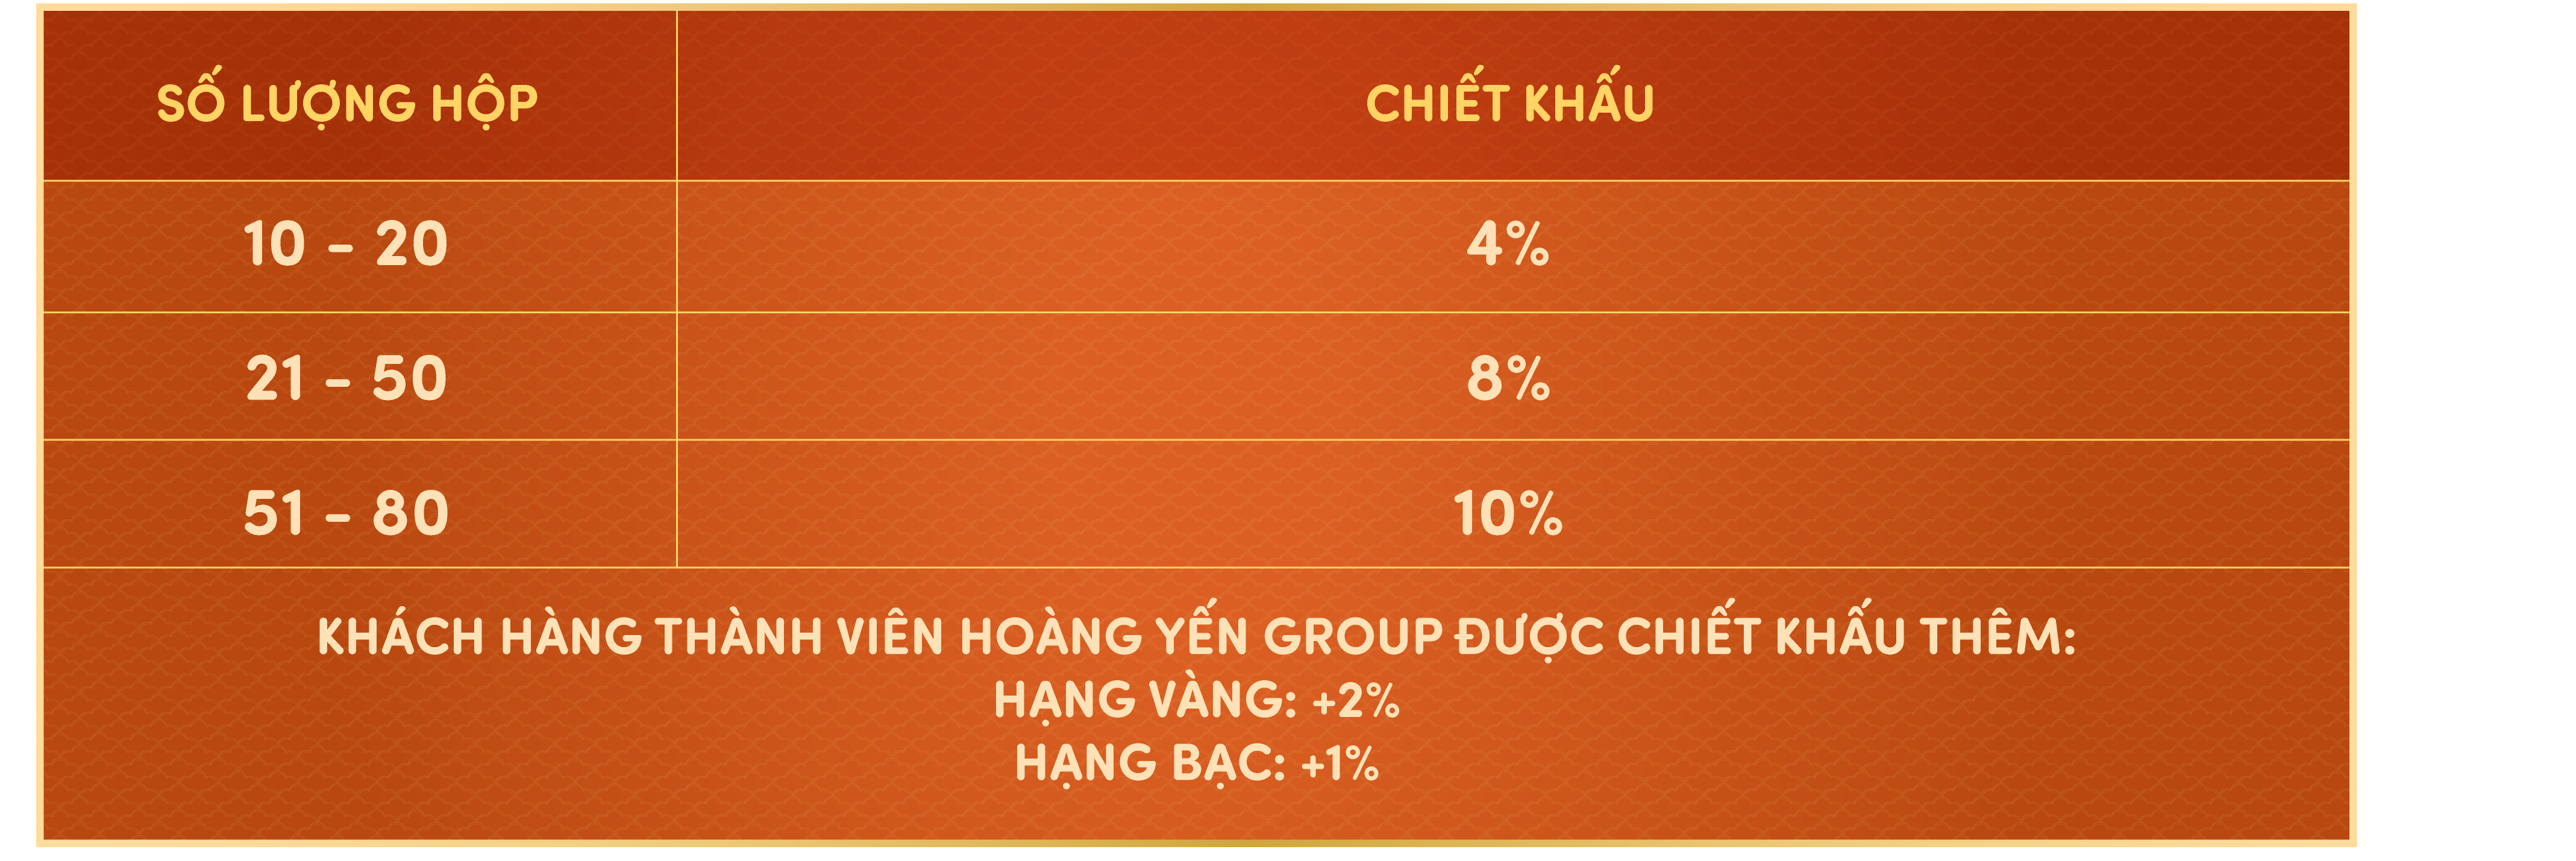 SỐ LƯỢNG HỘP
CHIẾT KHẤU
10 - 20
4%
21 - 50
8%
51 - 80
10%
KHÁCH HÀNG THÀNH VIÊN HOÀNG YẾN GROUP ĐƯỢC CHIẾT KHẤU THÊM:
HẠNG VÀNG: +2%
HẠNG BẠC: +1%